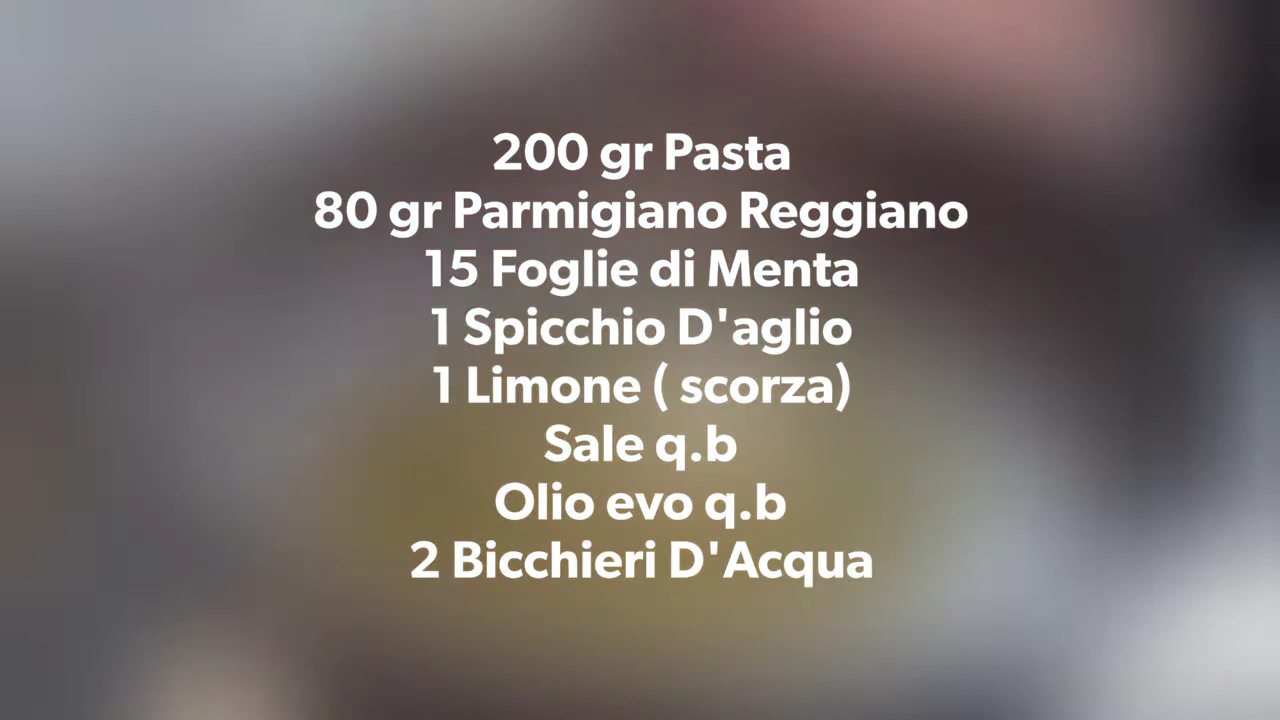 200 gr Pasta
80 gr Parmigiano Reggiano
15 Foglie di Menta
1 Spicchio D'aglio
1 Limone ( scorza)
Sale q.b
Olio evo q.b
2 Bicchieri D'Acqua